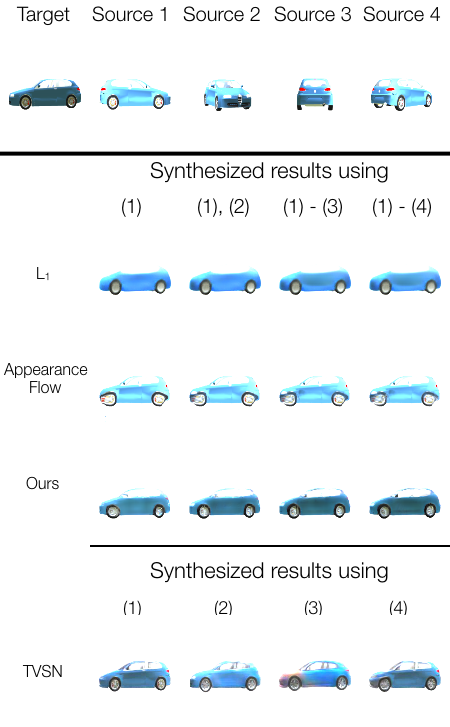 Target Source 1 Source 2 Source 3 Source 4
Synthesized results using
(1) (1), (2) (1) - (3) (1) - (4)
L₁
Appearance
Flow
Ours
Synthesized results using
(1) (2) (3) (4)
TVSN